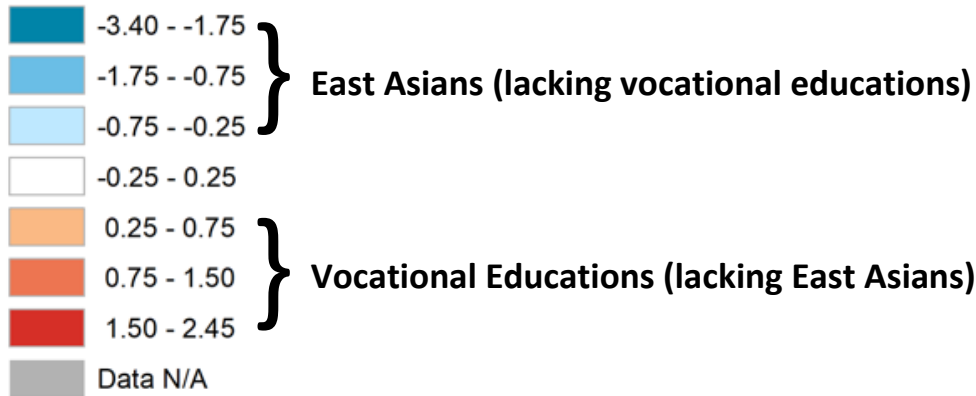 -3.40 - -1.75
-1.75 - -0.75
East Asians (lacking vocational educations)
-0.75 - -0.25
-0.25 - 0.25
0.25 - 0.75
0.75 - 1.50
Vocational Educations (lacking East Asians)
1.50 - 2.45
Data N/A